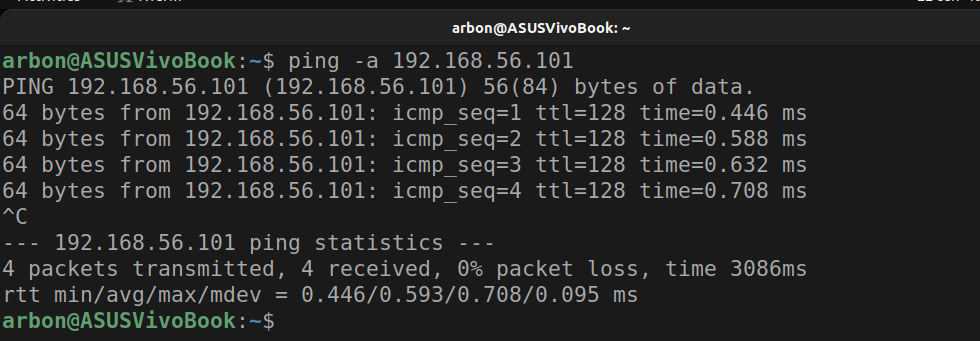 arbon@ASUSVivoBook: ~
arbon@ASUSVivoBook:~$ ping -a 192.168.56.101
PING 192.168.56.101 (192.168.56.101) 56(84) bytes of data.
64 bytes from 192.168.56.101: icmp_seq=1 ttl=128 time=0.446 ms
64 bytes from 192.168.56.101: icmp_seq=2 ttl=128 time=0.588 ms
64 bytes from 192.168.56.101: icmp_seq=3 ttl=128 time=0.632 ms
64 bytes from 192.168.56.101: icmp_seq=4 ttl=128 time=0.708 ms
^C
--- 192.168.56.101 ping statistics ---
4 packets transmitted, 4 received, 0% packet loss, time 3086ms
rtt min/avg/max/mdev = 0.446/0.593/0.708/0.095 ms
arbon@ASUSVivoBook:~$